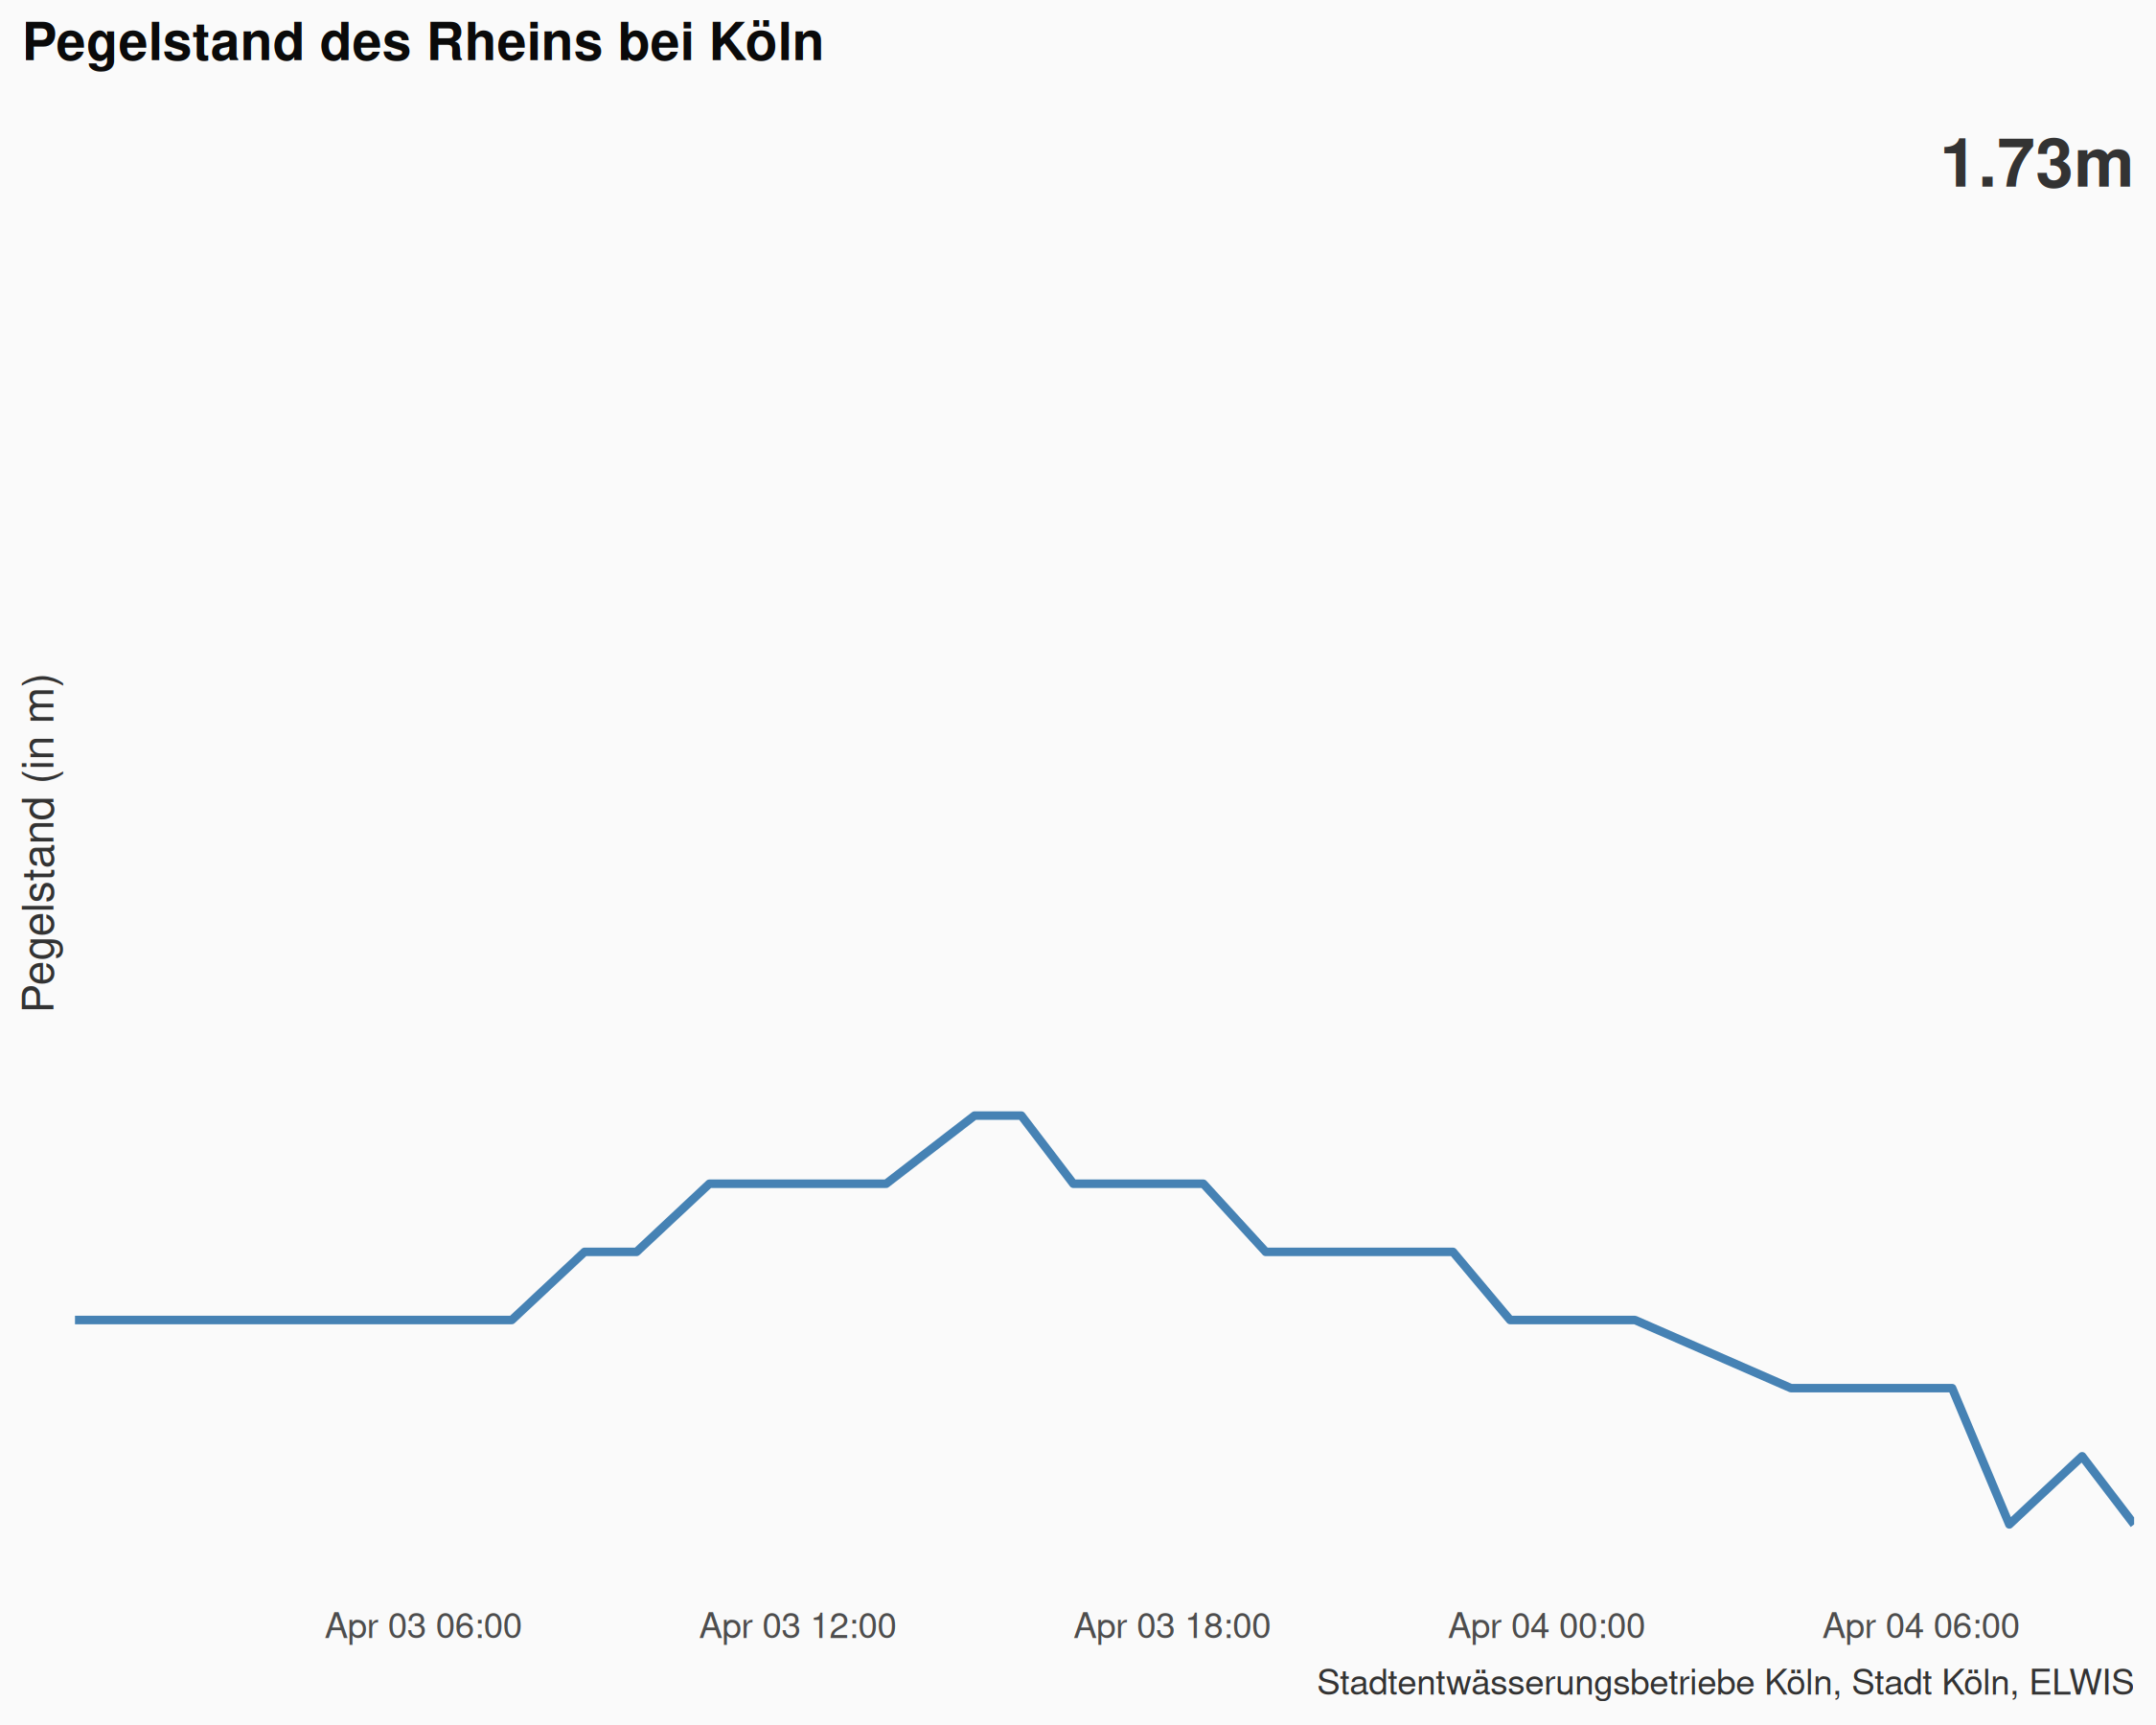 Pegelstand des Rheins bei Köln
1.73m
Pegelstand (in m)
Apr 03 06:00
Apr 03 12:00
Apr 03 18:00
Apr 04 00:00
Apr 04 06:00
Stadtentwässerungsbetriebe Köln, Stadt Köln, ELWIS